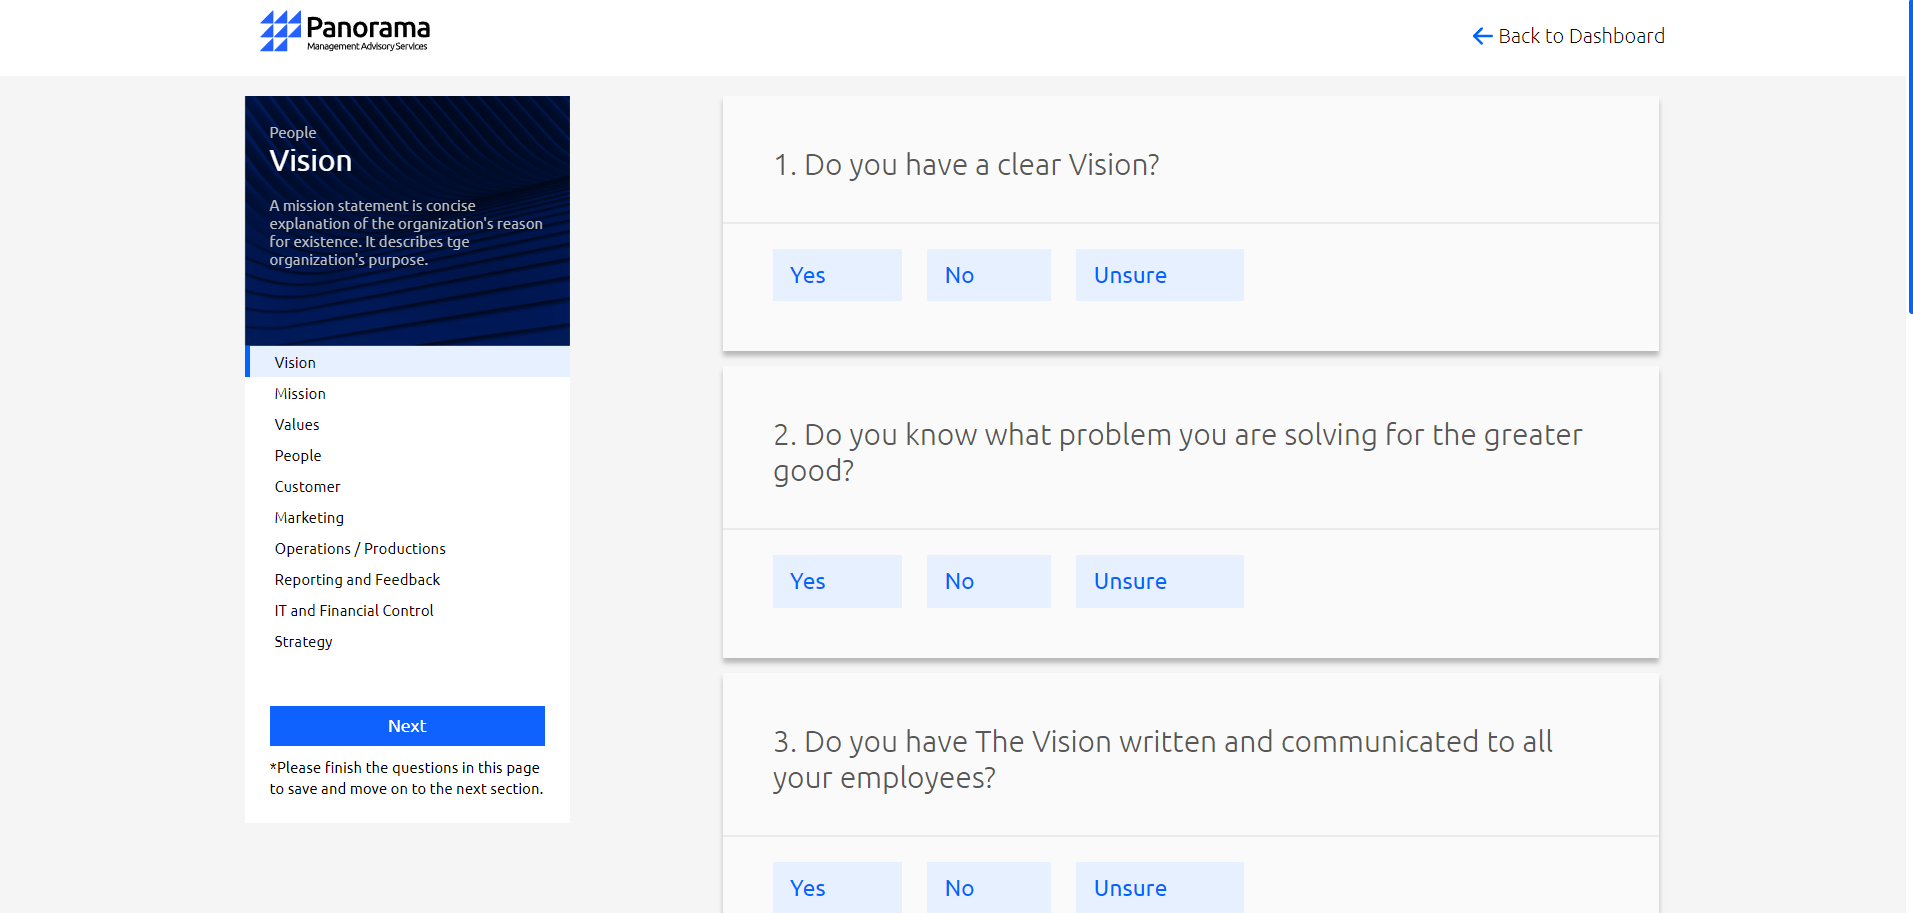 Panorama
Management Advisory Services
Back to Dashboard
People
Vision
A mission statement is concise
explanation of the organization's reason
for existence. It describes tge
organization's purpose.
Vision
Mission
Values
People
Customer
Marketing
Operations / Productions
Reporting and Feedback
IT and Financial Control
Strategy
Next
*Please finish the questions in this page
to save and move on to the next section.
1. Do you have a clear Vision?
Yes No Unsure
2. Do you know what problem you are solving for the greater
good?
Yes No Unsure
3. Do you have The Vision written and communicated to all
your employees?
Yes No Unsure